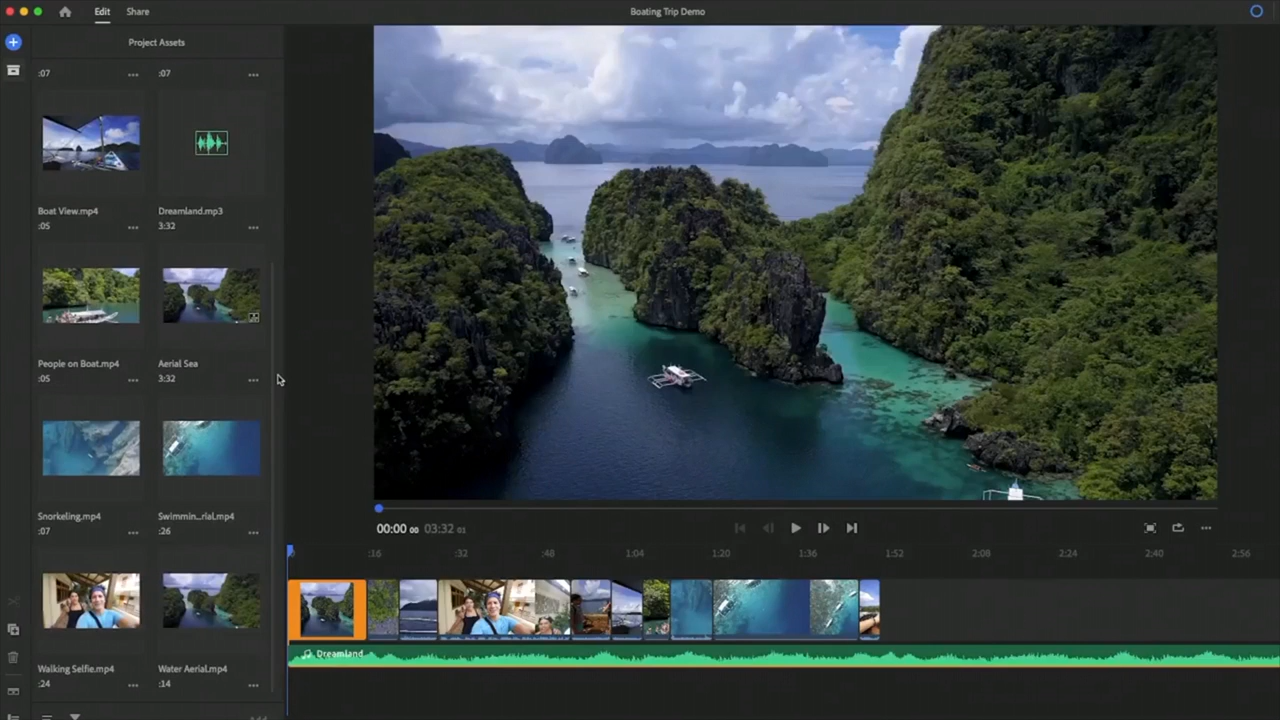 Edit Share Boating Trip Demo
Project Assets
:07 :07
Boat View.mp4 Dreamland.mp3
:05 3:32
People on Boat.mp4 Aerial Sea
:05 3:32
Snorkeling.mp4 Swimmin...rial.mp4
:07 :26
Walking Selfie.mp4 Water Aerial.mp4
:24 :14
00:00 00 03:32 01
:16 :32 :48 1:04 1:20 1:36 1:52 2:08 2:24 2:40 2:56
Dreamland